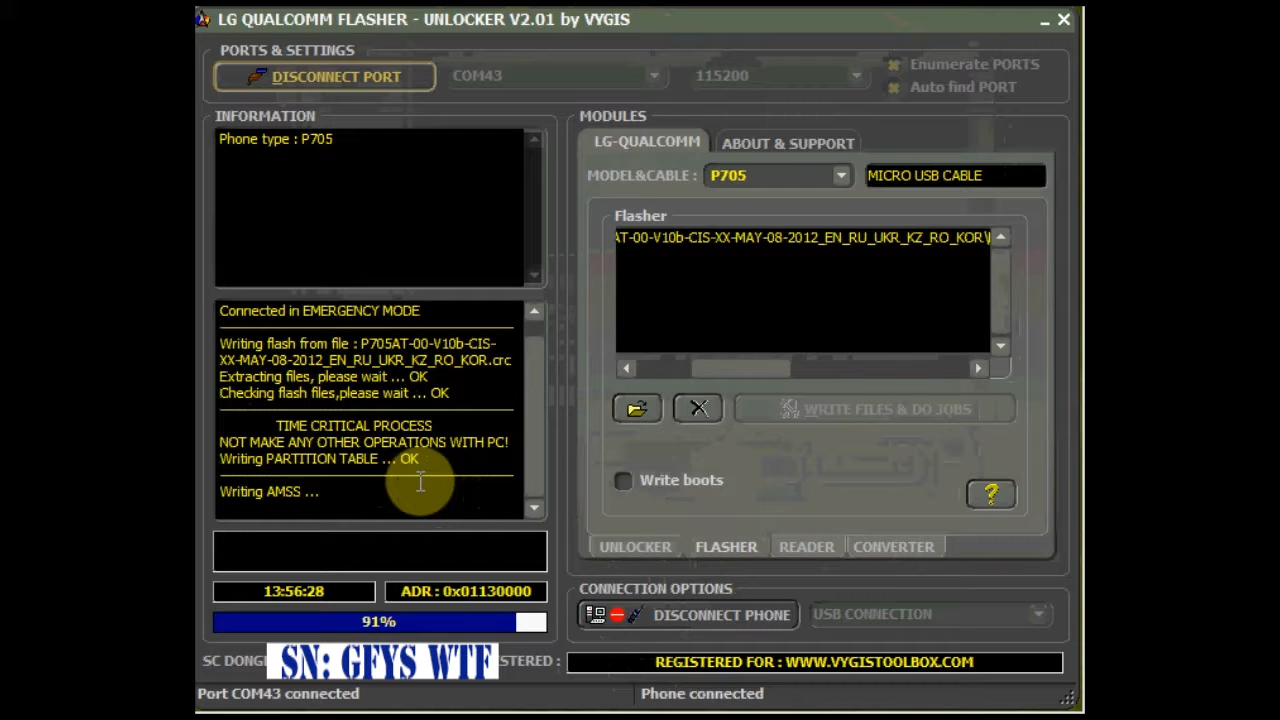 LG QUALCOMM FLASHER - UNLOCKER V2.01 by VYGIS
PORTS & SETTINGS
DISCONNECT PORT
COM43
115200
Enumerate PORTS
Auto find PORT
INFORMATION
Phone type : P705
Connected in EMERGENCY MODE
Writing flash from file : P705AT-00-V10b-CIS-
XX-MAY-08-2012_EN_RU_UKR_KZ_RO_KOR.crc
Extracting files, please wait ... OK
Checking flash files,please wait ... OK
TIME CRITICAL PROCESS
NOT MAKE ANY OTHER OPERATIONS WITH PC!
Writing PARTITION TABLE ... OK
Writing AMSS ...
13:56:28
ADR : 0x01130000
91%
MODULES
LG-QUALCOMM
ABOUT & SUPPORT
MODEL&CABLE :
P705
MICRO USB CABLE
Flasher
AT-00-V10b-CIS-XX-MAY-08-2012_EN_RU_UKR_KZ_RO_KOR\
WRITE FILES & DO JOBS
Write boots
?
UNLOCKER
FLASHER
READER
CONVERTER
CONNECTION OPTIONS
DISCONNECT PHONE
USB CONNECTION
SC DONG
SN: GFYS WTF
STERED :
REGISTERED FOR : WWW.VYGISTOOLBOX.COM
Port COM43 connected
Phone connected